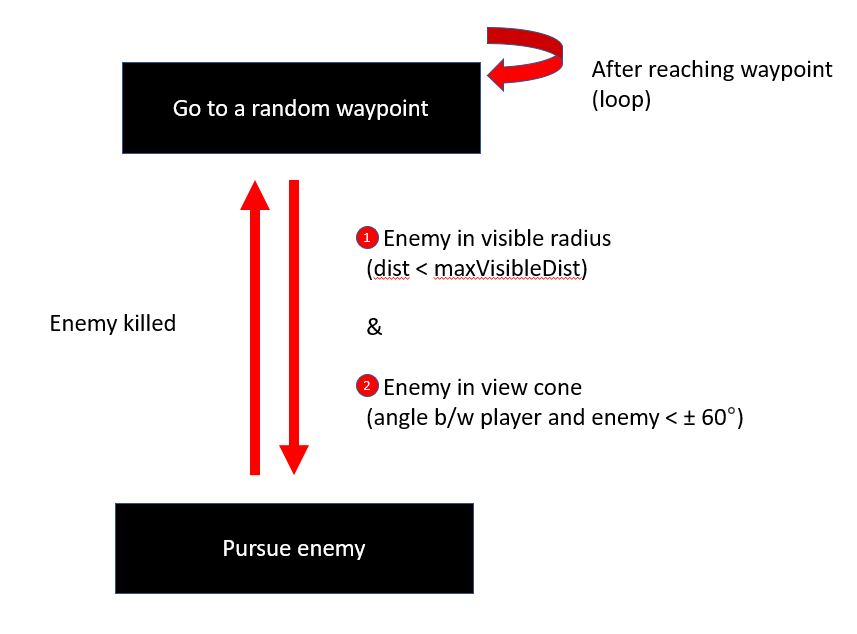 After reaching waypoint
(loop)
Go to a random waypoint
1 Enemy in visible radius
(dist < maxVisibleDist)
Enemy killed
&
2 Enemy in view cone
(angle b/w player and enemy < ± 60°)
Pursue enemy